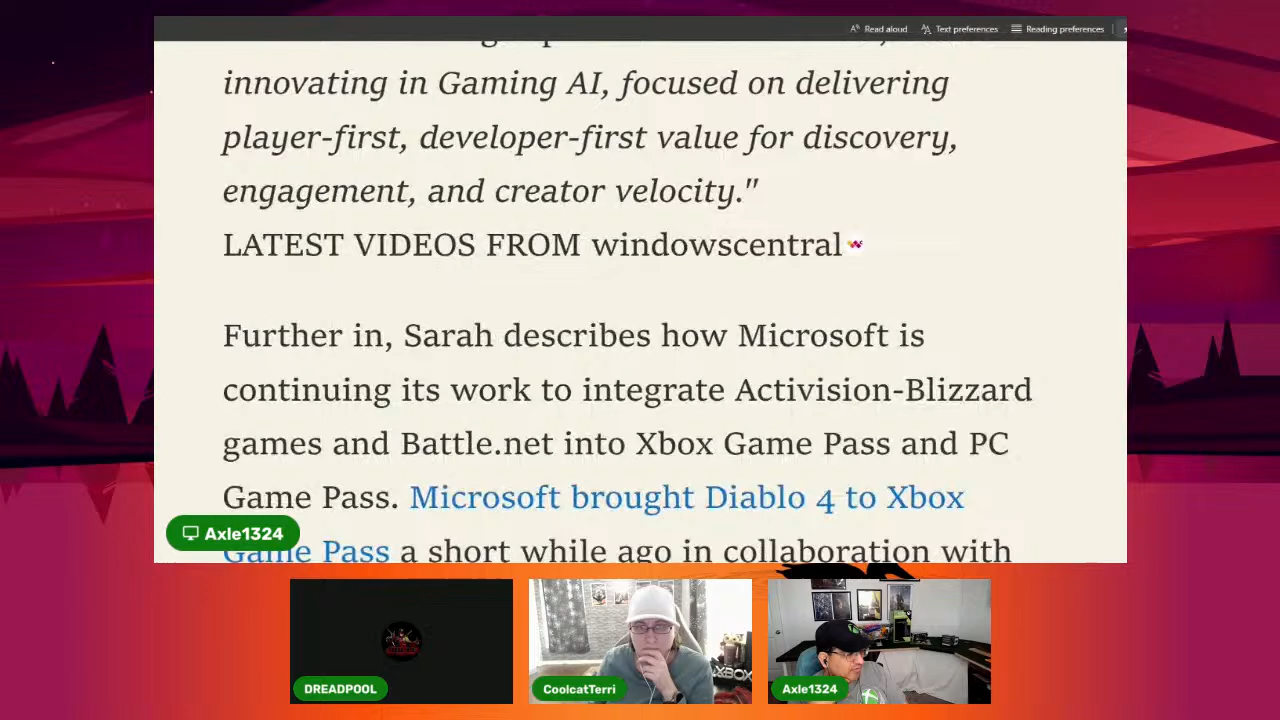 Read aloud
Text preferences
Reading preferences
innovating in Gaming AI, focused on delivering
player-first, developer-first value for discovery,
engagement, and creator velocity."
LATEST VIDEOS FROM windowscentral
Further in, Sarah describes how Microsoft is
continuing its work to integrate Activision-Blizzard
games and Battle.net into Xbox Game Pass and PC
Game Pass. Microsoft brought Diablo 4 to Xbox
Axle1324
Game Pass a short while ago in collaboration with
DREADPOOL
CoolcatTerri
XBOX
Axle1324